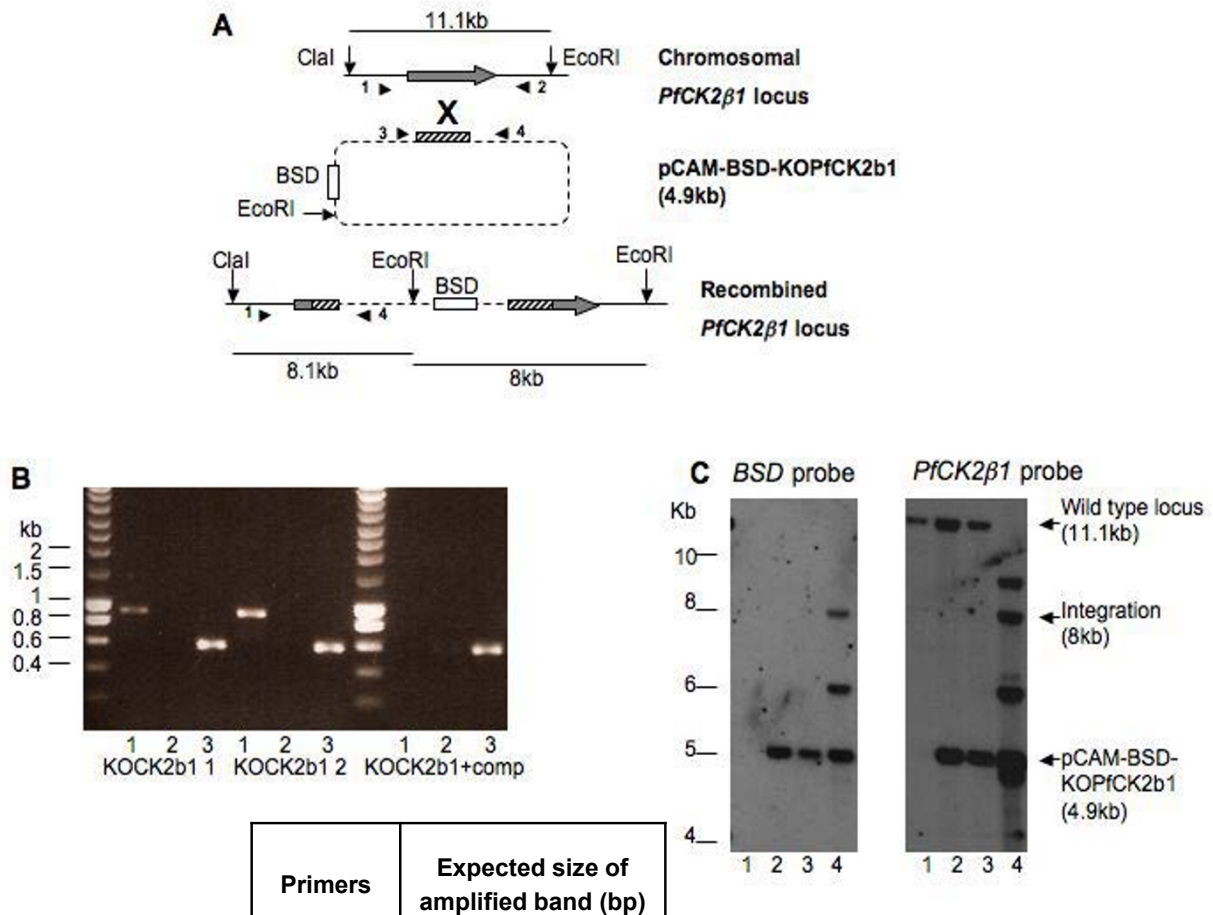 A
11.1kb
ClaI
EcoRI
Chromosomal
PfCK2β1 locus
1
2
X
3
4
BSD
EcoRI
pCAM-BSD-KOPfCK2b1
(4.9kb)
ClaI
EcoRI
BSD
EcoRI
Recombined
PfCK2β1 locus
1
4
8.1kb
8kb
B
kb
2
1.5
1
0.8
0.6
0.4
1 2 3 1 2 3 1 2 3
KOCK2b1 1 KOCK2b1 2 KOCK2b1+comp
C
BSD probe
PfCK2β1 probe
Kb
10
8
6
5
4
Wild type locus
(11.1kb)
Integration
(8kb)
pCAM-BSD-
KOPfCK2b1
(4.9kb)
1 2 3 4
1 2 3 4
Primers
Expected size of
amplified band (bp)